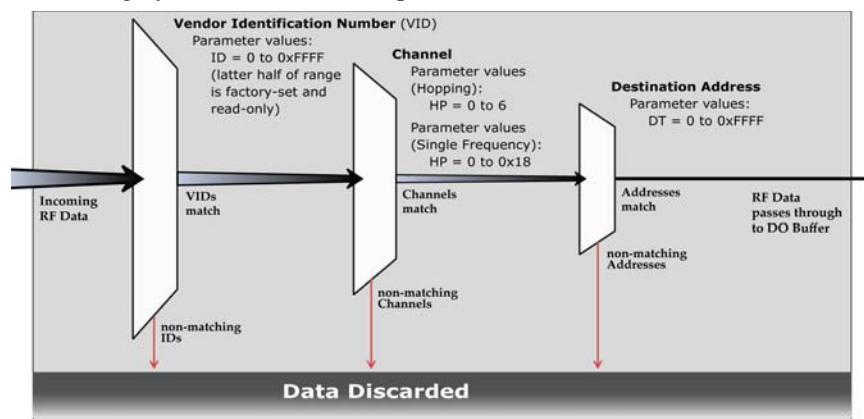 Vendor Identification Number (VID)
Parameter values:
ID = 0 to 0xFFFF
(latter half of range
is factory-set and
read-only)
Channel
Parameter values
(Hopping):
HP = 0 to 6
Parameter values
(Single Frequency):
HP = 0 to 0x18
Destination Address
Parameter values:
DT = 0 to 0xFFFF
Incoming
RF Data
VIDs
match
Channels
match
Addresses
match
RF Data
passes through
to DO Buffer
non-matching
IDs
non-matching
Channels
non-matching
Addresses
Data Discarded